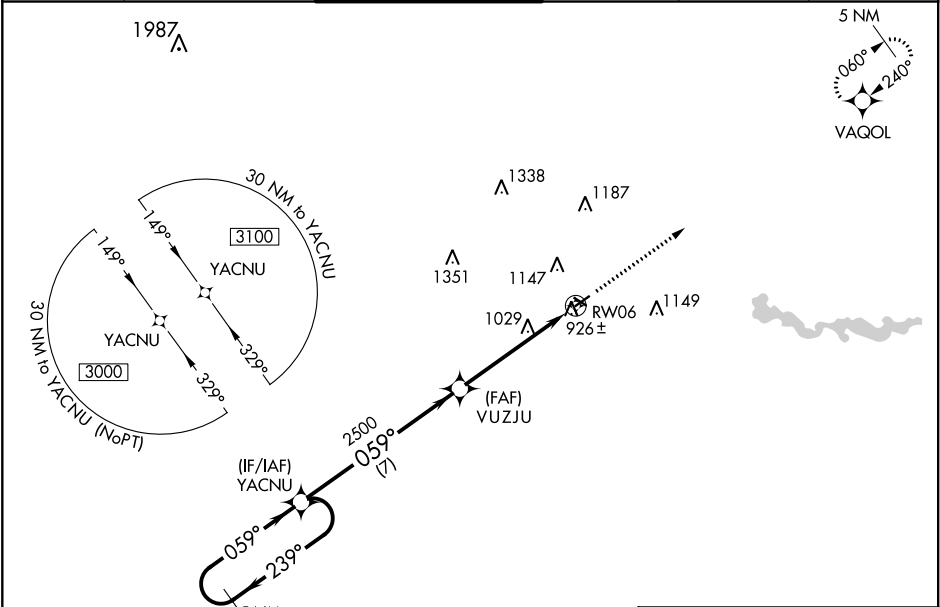 1987
5 NM
060°
240°
VAQOL
30 NM to YACNU
149°
3100
YACNU
329°
149°
YACNU
3000
329°
30 NM to YACNU (NoPT)
1338
1187
1351
1147
1029
RW06
926±
1149
(FAF)
VUZJU
2500
059°
(7)
(IF/IAF)
YACNU
059°
239°